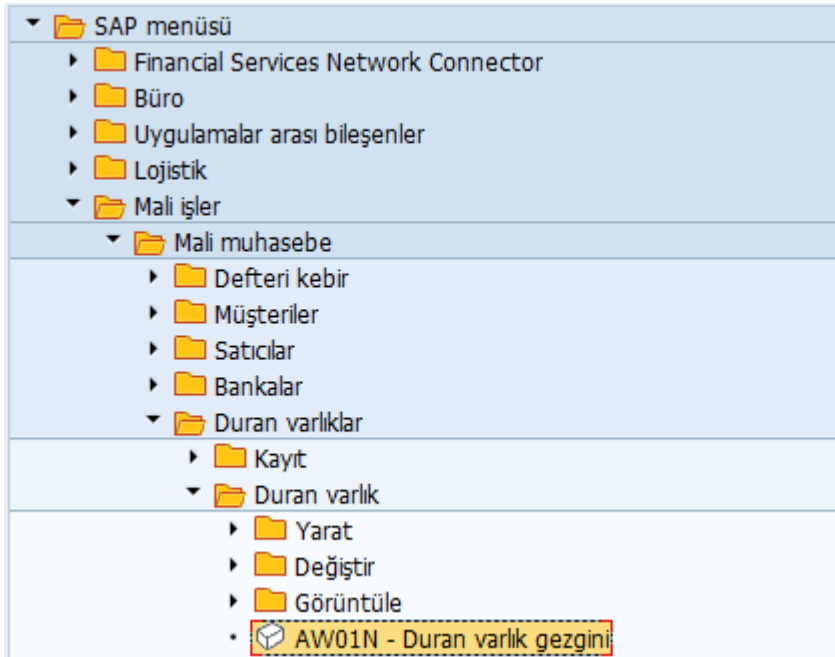 SAP menüsü
Financial Services Network Connector
Büro
Uygulamalar arası bileşenler
Lojistik
Mali işler
Mali muhasebe
Defteri kebir
Müşteriler
Satıcılar
Bankalar
Duran varlıklar
Kayıt
Duran varlık
Yarat
Değiştir
Görüntüle
AW01N - Duran varlık gezgini